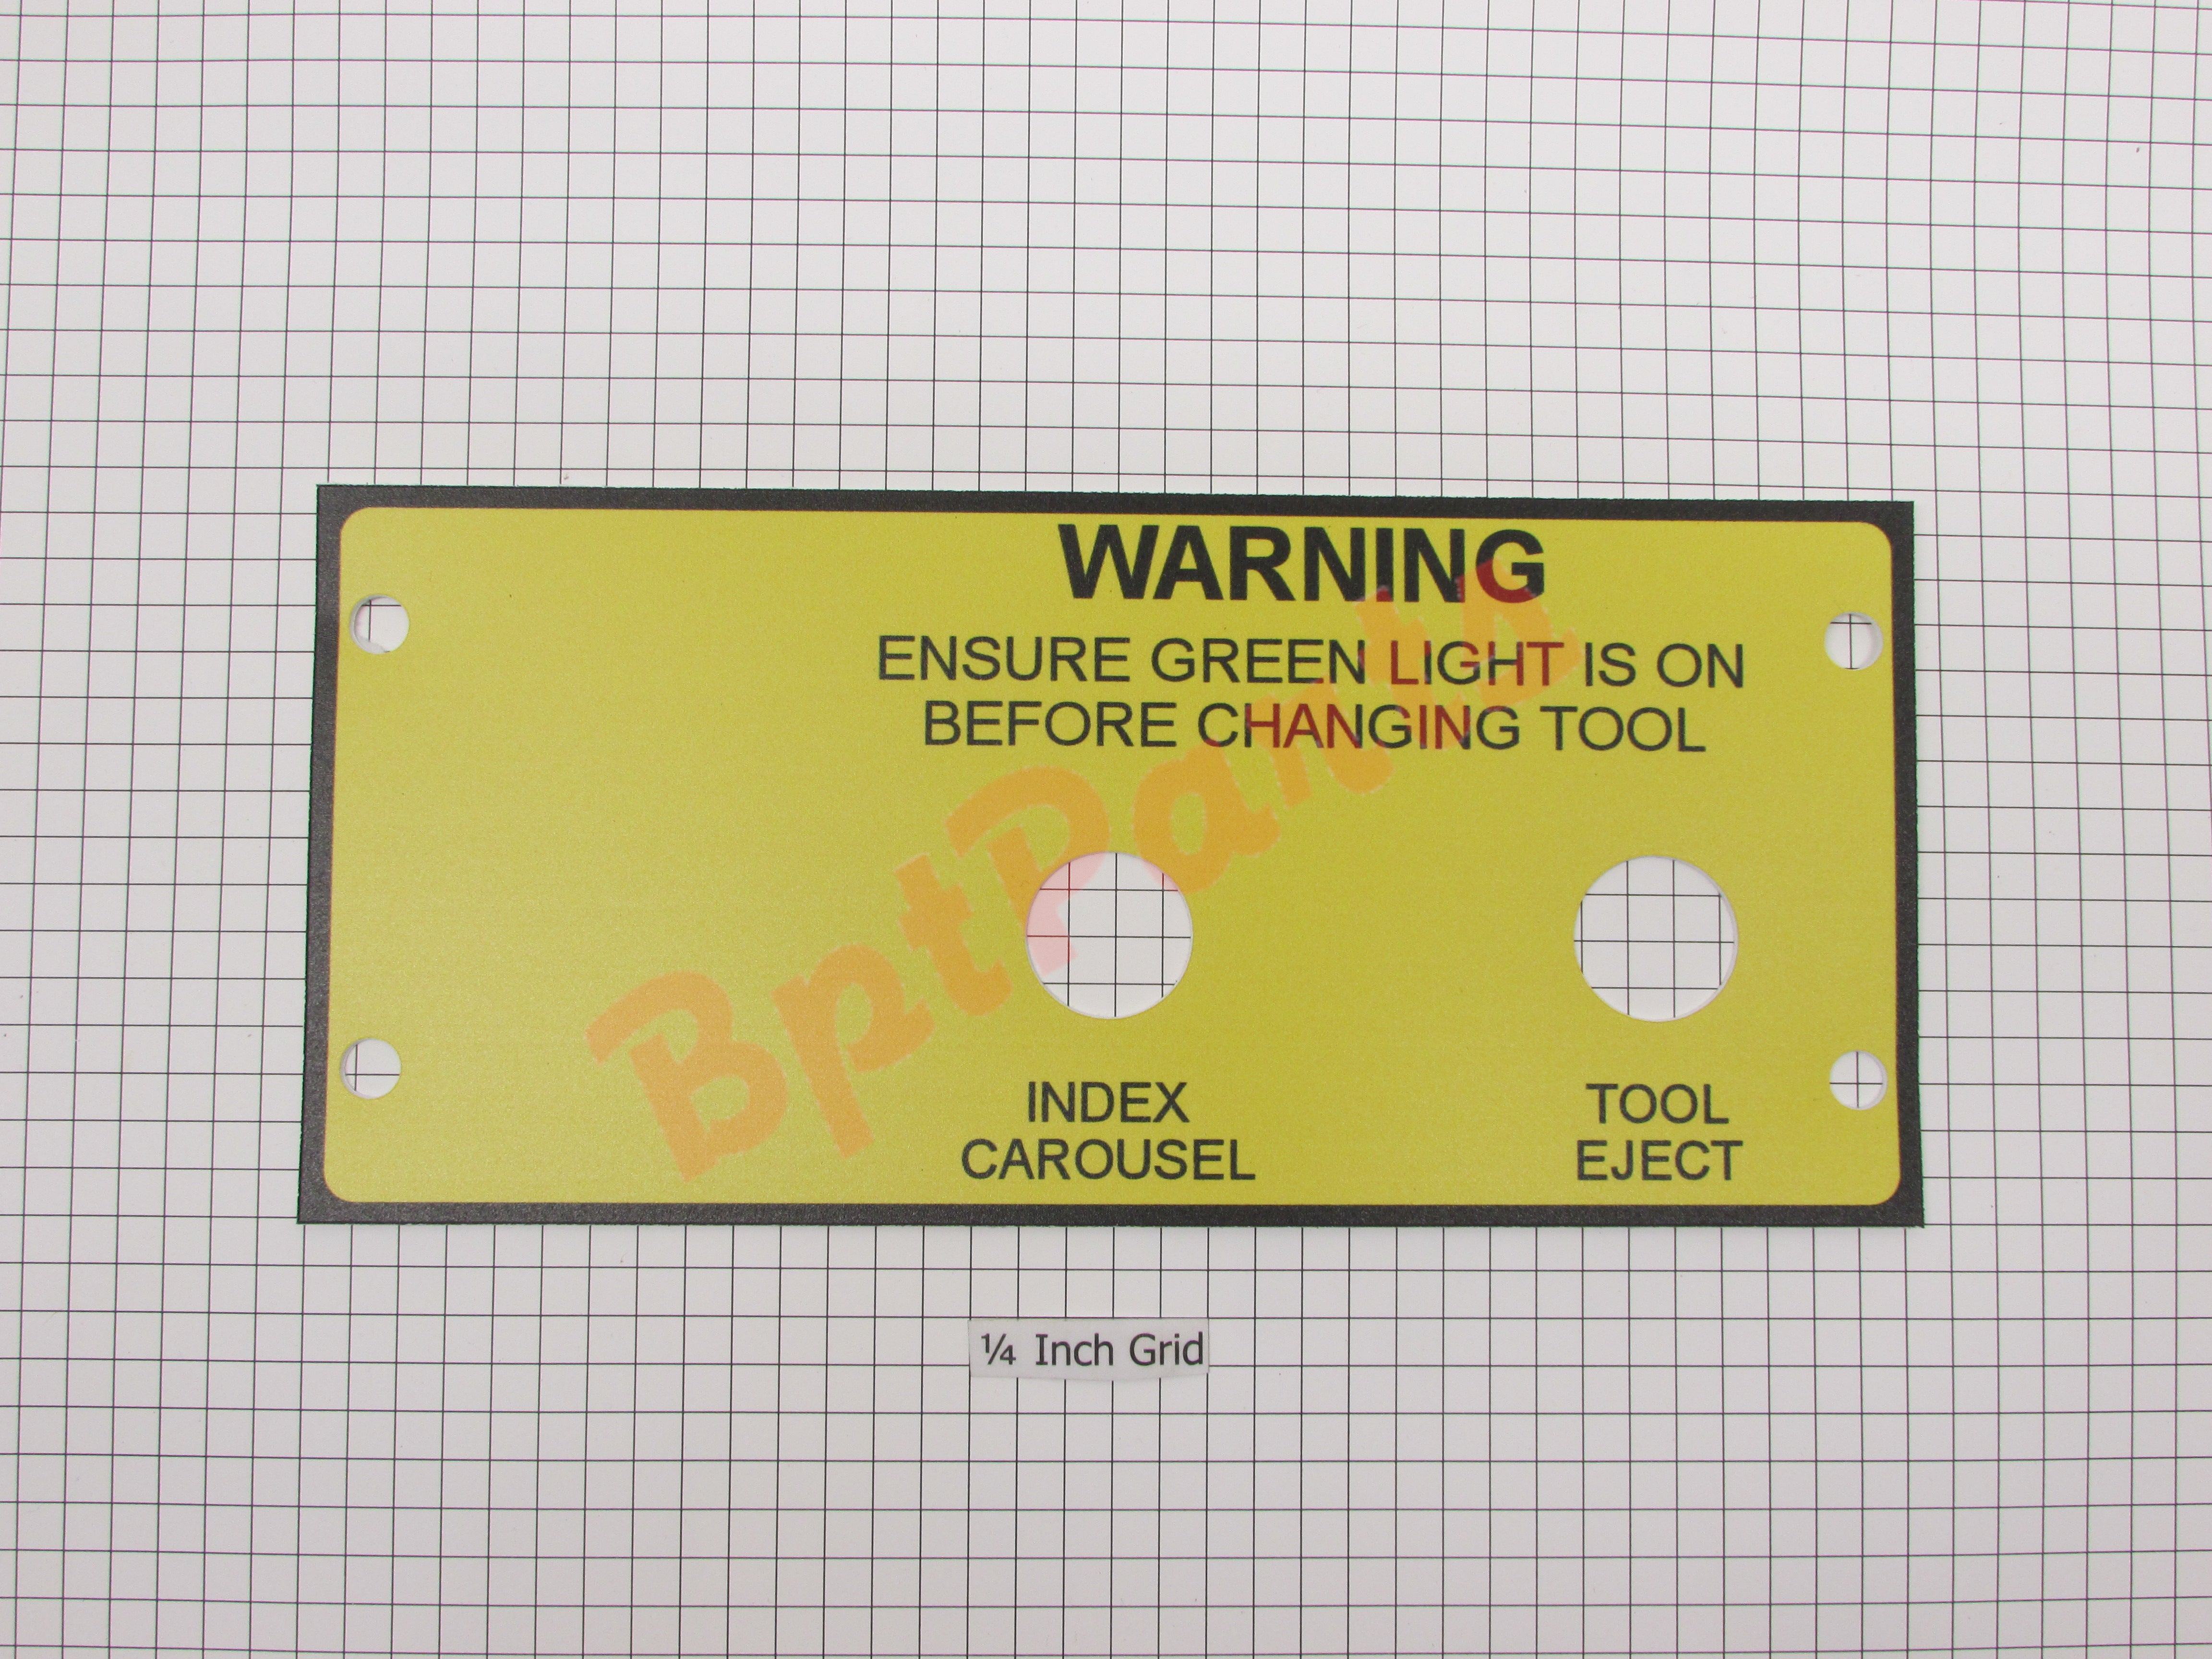 WARNING
ENSURE GREEN LIGHT IS ON
BEFORE CHANGING TOOL
BptParts
INDEX
CAROUSEL
TOOL
EJECT
¼ Inch Grid